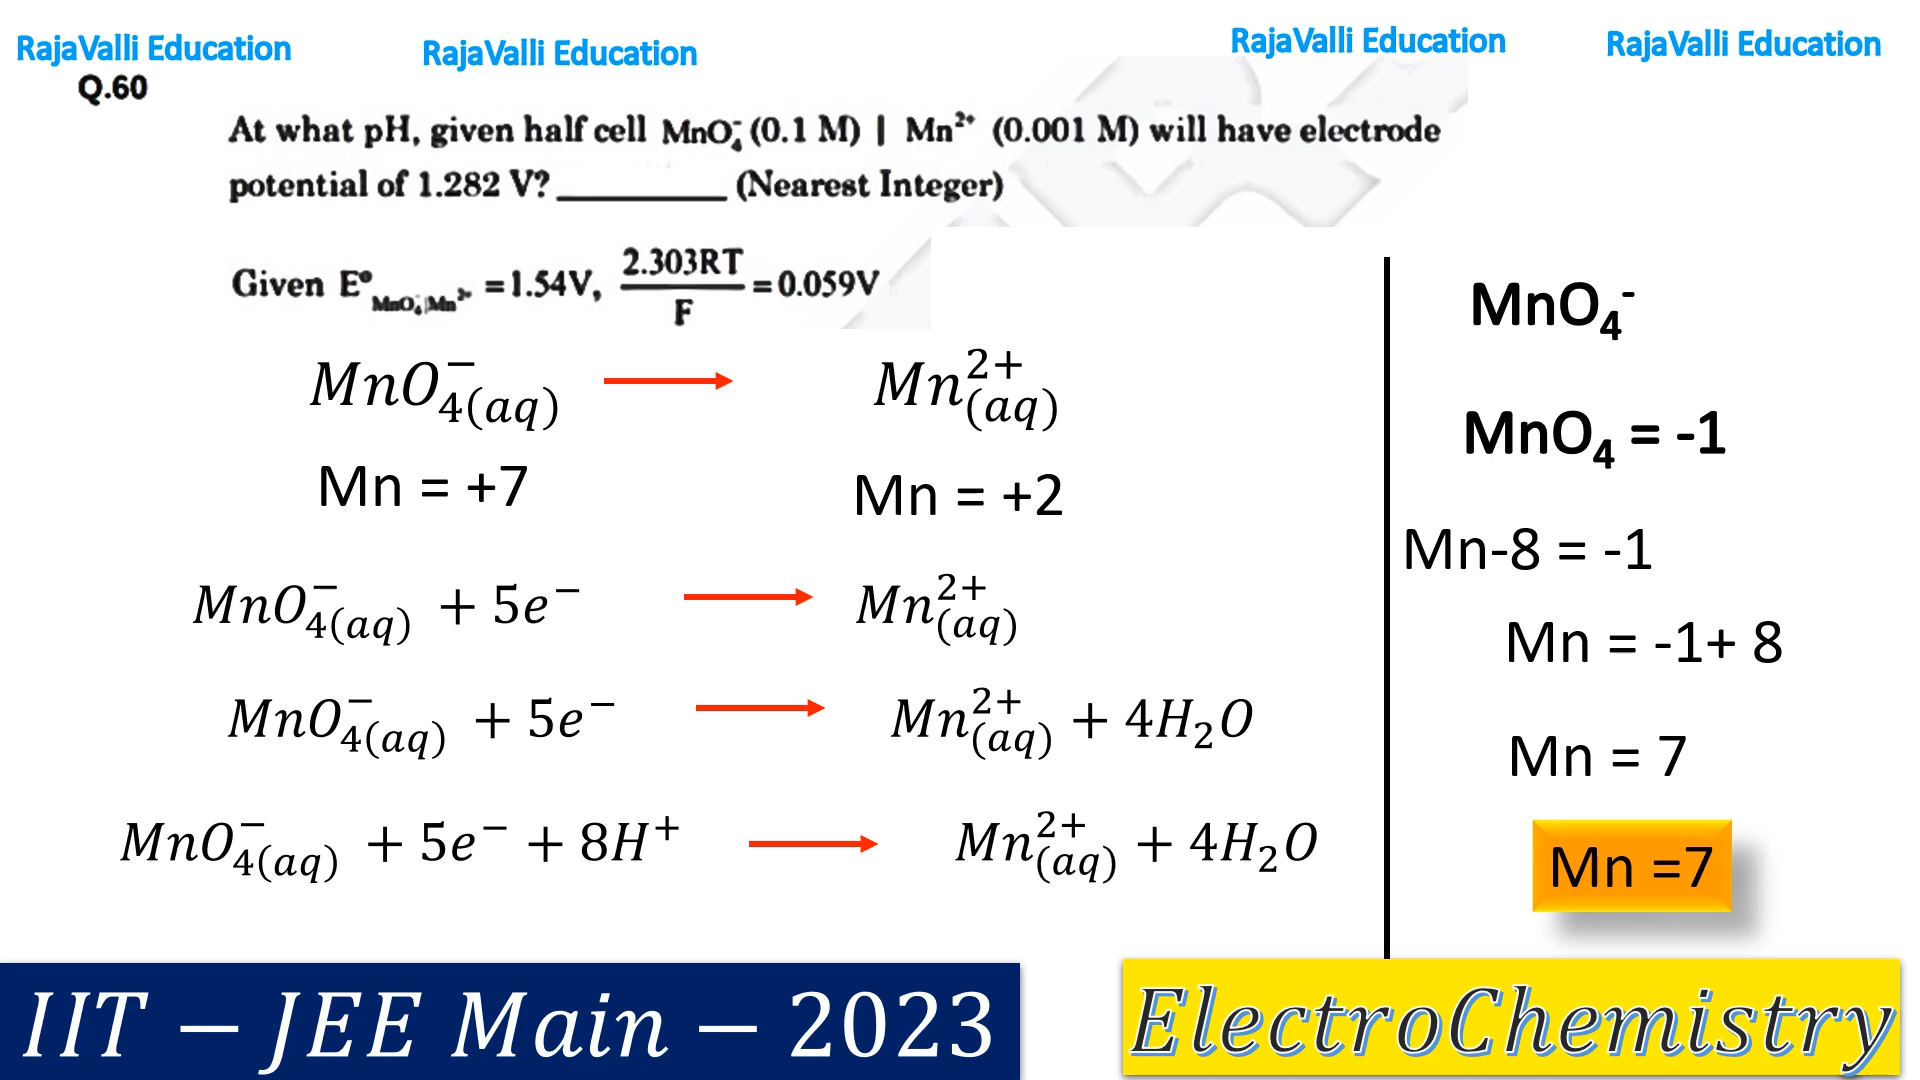 RajaValli Education RajaValli Education RajaValli Education RajaValli Education
Q.60
At what pH, given half cell MnO₄⁻ (0.1 M) | Mn²⁺ (0.001 M) will have electrode
potential of 1.282 V? ________ (Nearest Integer)
Given E° MnO₄⁻|Mn²⁺ = 1.54V, 2.303RT/F = 0.059V
MnO₄⁻(aq) → Mn²⁺(aq)
Mn = +7 Mn = +2
MnO₄⁻(aq) + 5e⁻ → Mn²⁺(aq)
MnO₄⁻(aq) + 5e⁻ → Mn²⁺(aq) + 4H₂O
MnO₄⁻(aq) + 5e⁻ + 8H⁺ → Mn²⁺(aq) + 4H₂O
MnO₄⁻
MnO₄ = -1
Mn-8 = -1
Mn = -1+ 8
Mn = 7
Mn =7
IIT – JEE Main – 2023
ElectroChemistry